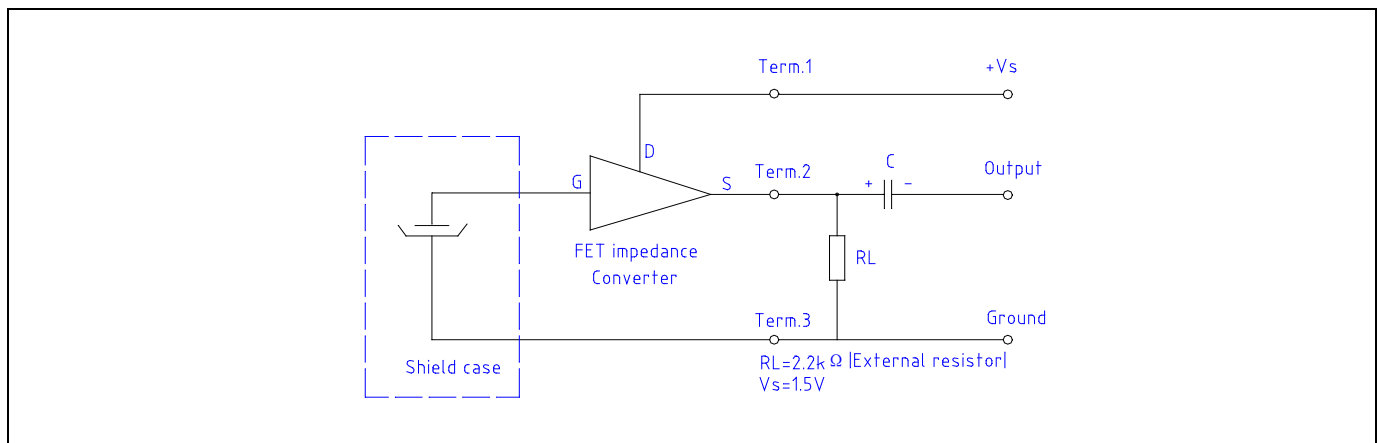 Term.1
+Vs
D
G
S
Term.2
C
+
-
Output
FET impedance
Converter
RL
Term.3
Ground
Shield case
RL=2.2kΩ |External resistor|
Vs=1.5V